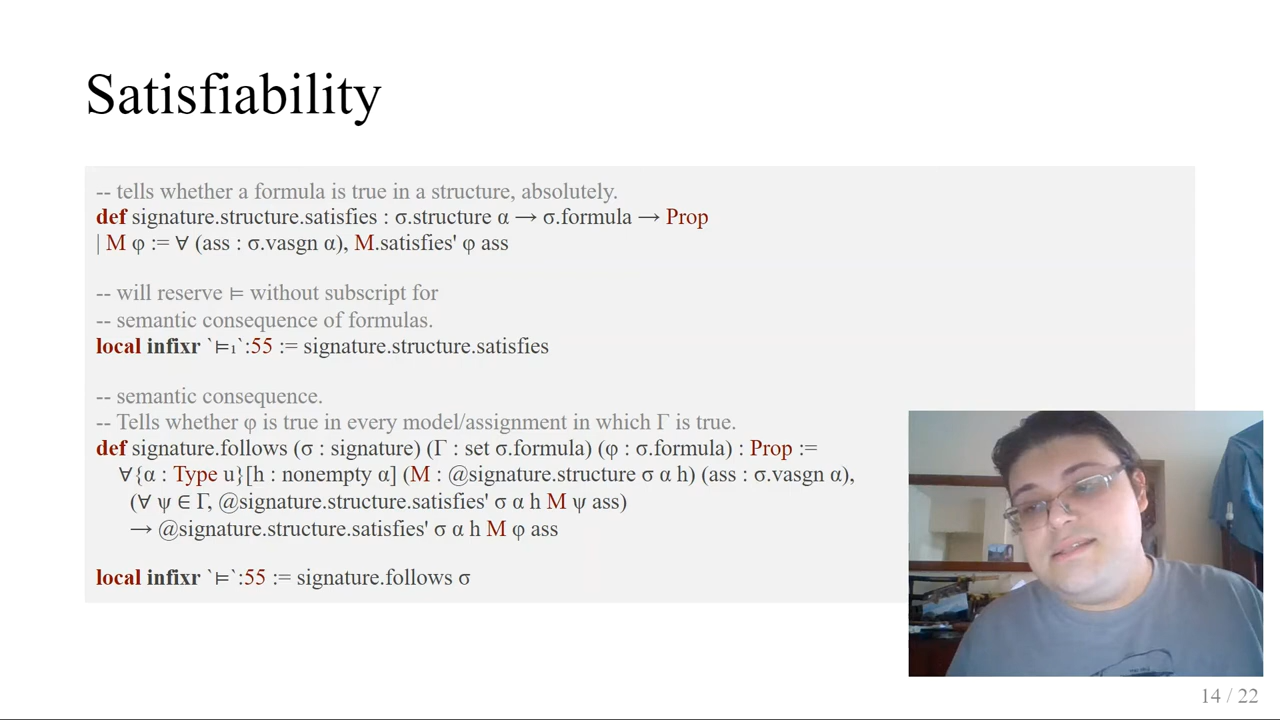 Satisfiability
-- tells whether a formula is true in a structure, absolutely.
def signature.structure.satisfies : σ.structure α → σ.formula → Prop
| M φ := ∀ (ass : σ.vasgn α), M.satisfies' φ ass
-- will reserve ⊨ without subscript for
-- semantic consequence of formulas.
local infixr `⊨₁`:55 := signature.structure.satisfies
-- semantic consequence.
-- Tells whether φ is true in every model/assignment in which Γ is true.
def signature.follows (σ : signature) (Γ : set σ.formula) (φ : σ.formula) : Prop :=
∀{α : Type u}[h : nonempty α] (M : @signature.structure σ α h) (ass : σ.vasgn α),
(∀ ψ ∈ Γ, @signature.structure.satisfies' σ α h M ψ ass)
→ @signature.structure.satisfies' σ α h M φ ass
local infixr `⊨`:55 := signature.follows σ
14 / 22